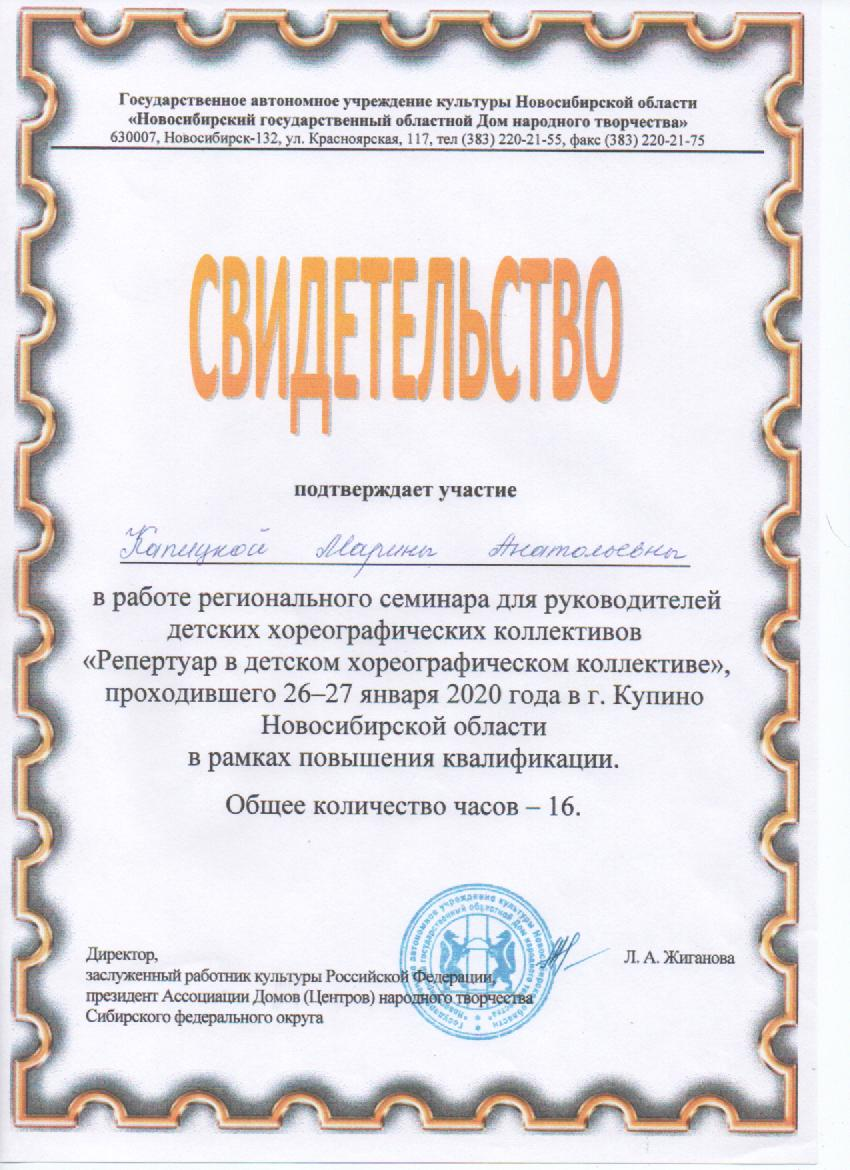 Государственное автономное учреждение культуры Новосибирской области
«Новосибирский государственный областной Дом народного творчества»
630007, Новосибирск-132, ул. Красноярская, 117, тел (383) 220-21-55, факс (383) 220-21-75
СВИДЕТЕЛЬСТВО
подтверждает участие
Капицкой Марины Анатольевны
в работе регионального семинара для руководителей
детских хореографических коллективов
«Репертуар в детском хореографическом коллективе»,
проходившего 26–27 января 2020 года в г. Купино
Новосибирской области
в рамках повышения квалификации.
Общее количество часов – 16.
Директор,
заслуженный работник культуры Российской Федерации,
президент Ассоциации Домов (Центров) народного творчества
Сибирского федерального округа
Л. А. Жиганова